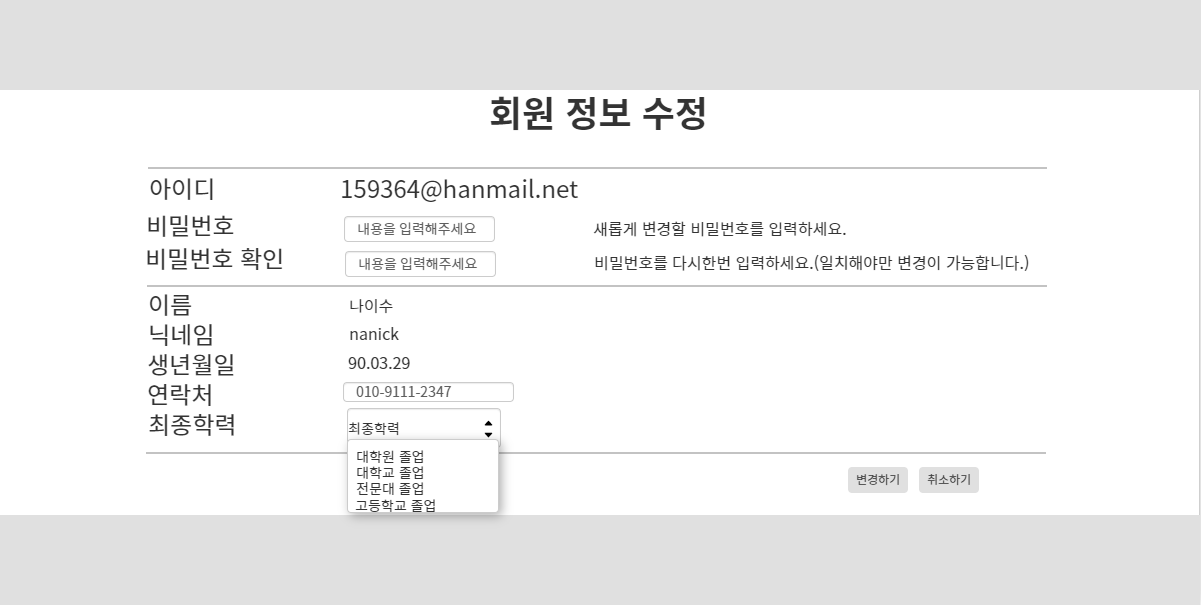 회원 정보 수정
아이디 159364@hanmail.net
비밀번호 내용을 입력해주세요 새롭게 변경할 비밀번호를 입력하세요.
비밀번호 확인 내용을 입력해주세요 비밀번호를 다시한번 입력하세요.(일치해야만 변경이 가능합니다.)
이름 나이수
닉네임 nanick
생년월일 90.03.29
연락처 010-9111-2347
최종학력 최종학력
대학원 졸업
대학교 졸업
전문대 졸업
고등학교 졸업
변경하기 취소하기